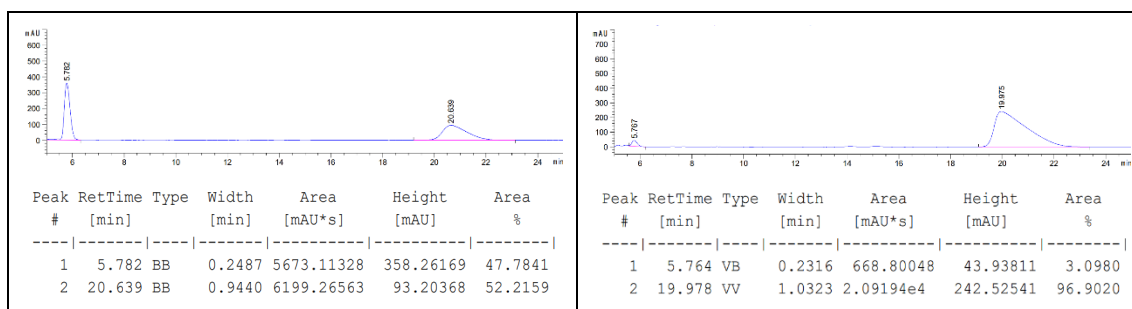 mAU
600
500
400
300
200
100
0
5.782
20.639
6 8 10 12 14 16 18 20 22 24 min
Peak RetTime Type Width Area Height Area
# [min] [min] [mAU*s] [mAU] %
----|-------|----|-------|----------|----------|--------|
1 5.782 BB 0.2487 5673.11328 358.26169 47.7841
2 20.639 BB 0.9440 6199.26563 93.20368 52.2159
mAU
700
600
500
400
300
200
100
0
5.767
19.975
6 8 10 12 14 16 18 20 22 24 min
Peak RetTime Type Width Area Height Area
# [min] [min] [mAU*s] [mAU] %
----|-------|----|-------|----------|----------|--------|
1 5.764 VB 0.2316 668.80048 43.93811 3.0980
2 19.978 VV 1.0323 2.09194e4 242.52541 96.9020